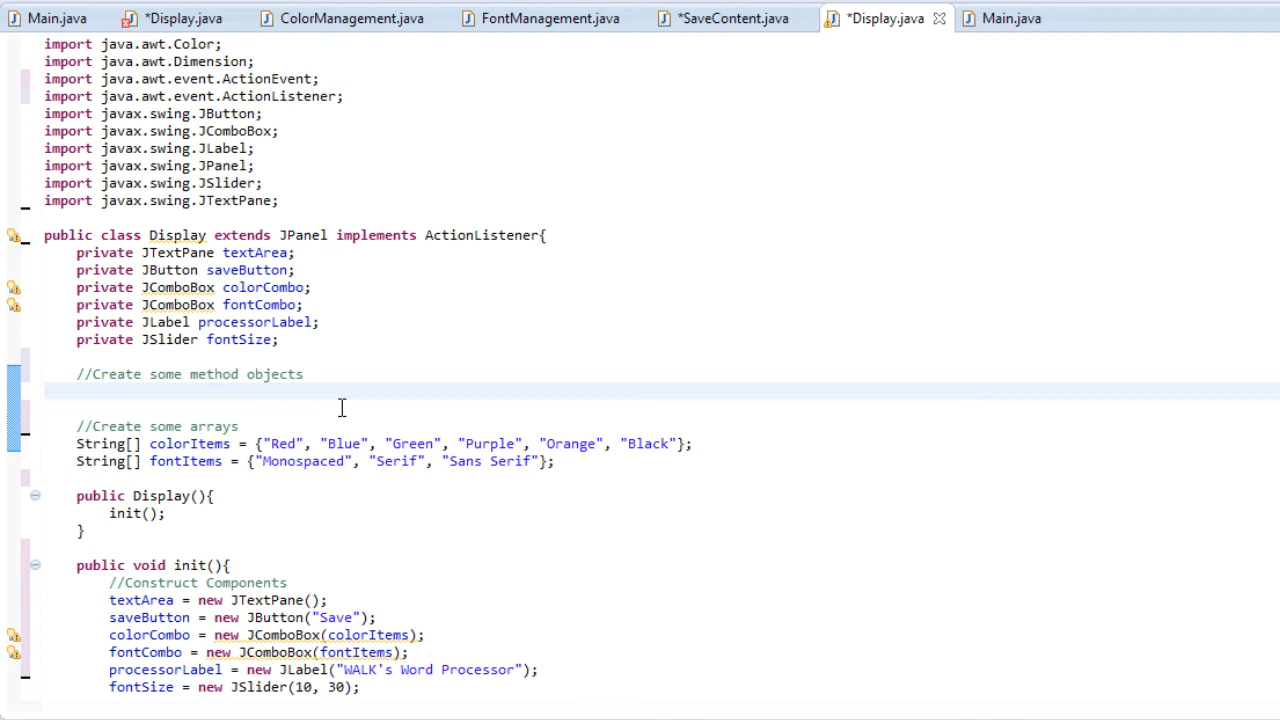 Main.java *Display.java ColorManagement.java FontManagement.java *SaveContent.java *Display.java Main.java
import java.awt.Color;
import java.awt.Dimension;
import java.awt.event.ActionEvent;
import java.awt.event.ActionListener;
import javax.swing.JButton;
import javax.swing.JComboBox;
import javax.swing.JLabel;
import javax.swing.JPanel;
import javax.swing.JSlider;
import javax.swing.JTextPane;
public class Display extends JPanel implements ActionListener{
private JTextPane textArea;
private JButton saveButton;
private JComboBox colorCombo;
private JComboBox fontCombo;
private JLabel processorLabel;
private JSlider fontSize;
//Create some method objects
//Create some arrays
String[] colorItems = {"Red", "Blue", "Green", "Purple", "Orange", "Black"};
String[] fontItems = {"Monospaced", "Serif", "Sans Serif"};
public Display(){
init();
}
public void init(){
//Construct Components
textArea = new JTextPane();
saveButton = new JButton("Save");
colorCombo = new JComboBox(colorItems);
fontCombo = new JComboBox(fontItems);
processorLabel = new JLabel("WALK's Word Processor");
fontSize = new JSlider(10, 30);